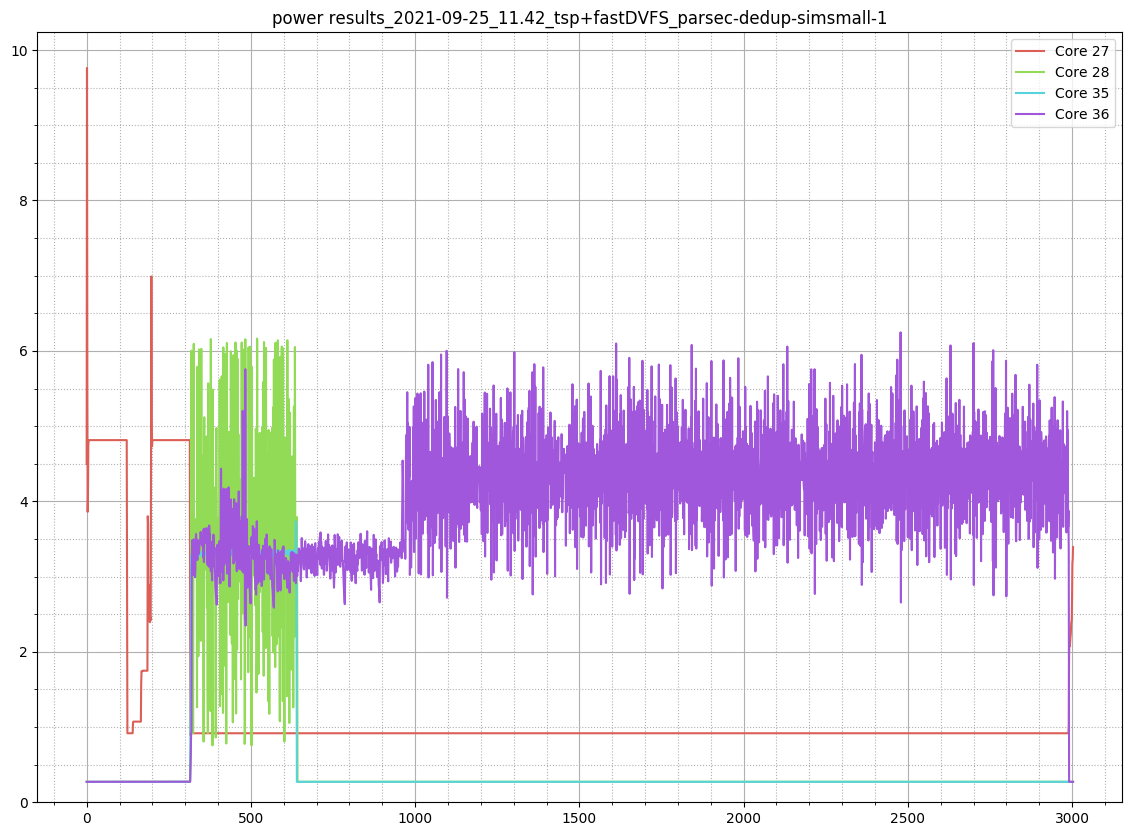 power results_2021-09-25_11.42_tsp+fastDVFS_parsec-dedup-simsmall-1
Core 27
Core 28
Core 35
Core 36
10
8
6
4
2
0
0 500 1000 1500 2000 2500 3000